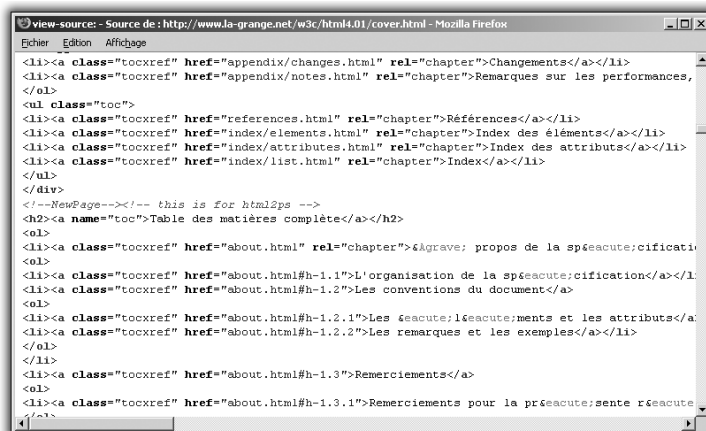 view-source: - Source de : http://www.la-grange.net/w3c/html4.01/cover.html - Mozilla Firefox
Fichier Edition Affichage
<li><a class="tocxref" href="appendix/changes.html" rel="chapter">Changements</a></li>
<li><a class="tocxref" href="appendix/notes.html" rel="chapter">Remarques sur les performances,
</ol>
<ul class="toc">
<li><a class="tocxref" href="references.html" rel="chapter">Références</a></li>
<li><a class="tocxref" href="index/elements.html" rel="chapter">Index des éléments</a></li>
<li><a class="tocxref" href="index/attributes.html" rel="chapter">Index des attributs</a></li>
<li><a class="tocxref" href="index/list.html" rel="chapter">Index</a></li>
</ul>
</div>
<!--NewPage--><!-- this is for html2ps -->
<h2><a name="toc">Table des matières complète</a></h2>
<ol>
<li><a class="tocxref" href="about.html" rel="chapter">&Agrave; propos de la sp&eacute;cificati
<ol>
<li><a class="tocxref" href="about.html#h-1.1">L'organisation de la sp&eacute;cification</a></l
<li><a class="tocxref" href="about.html#h-1.2">Les conventions du document</a>
<ol>
<li><a class="tocxref" href="about.html#h-1.2.1">Les &eacute;l&eacute;ments et les attributs</a
<li><a class="tocxref" href="about.html#h-1.2.2">Les remarques et les exemples</a></li>
</ol>
</li>
<li><a class="tocxref" href="about.html#h-1.3">Remerciements</a>
<ol>
<li><a class="tocxref" href="about.html#h-1.3.1">Remerciements pour la pr&eacute;sente r&eacute
</ol>